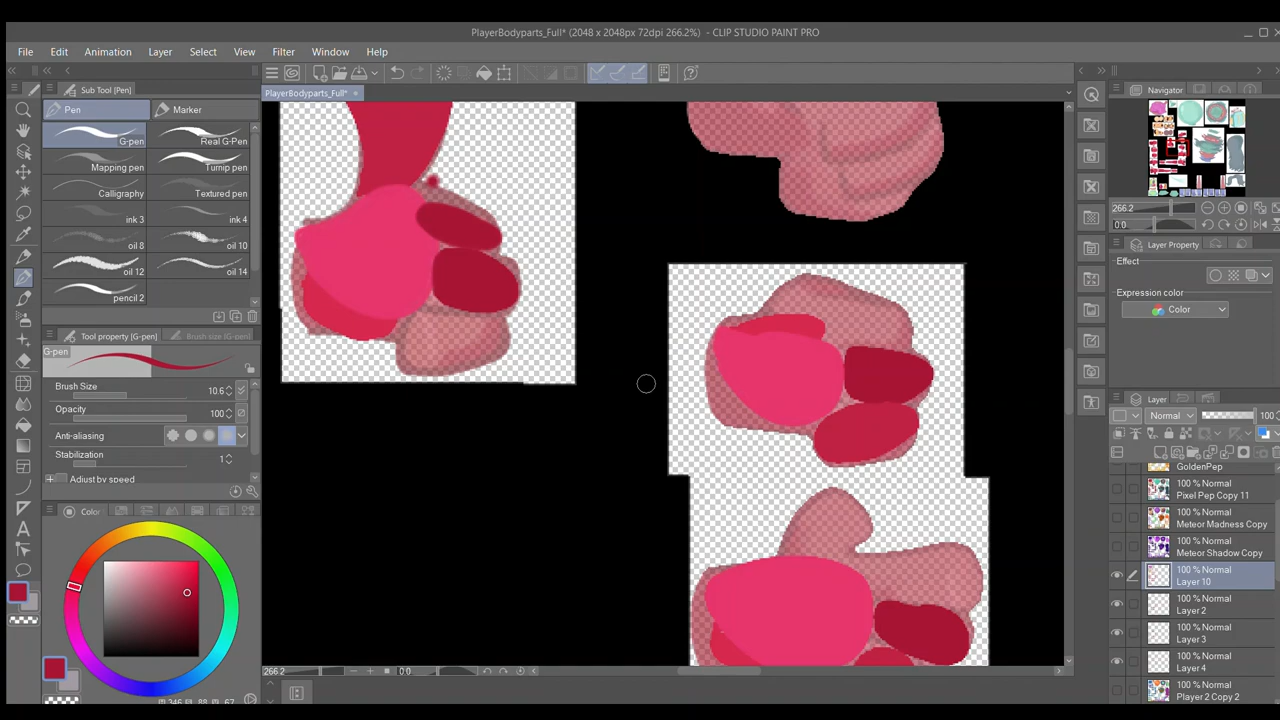 PlayerBodyparts_Full* (2048 x 2048px 72dpi 266.2%) - CLIP STUDIO PAINT PRO
File Edit Animation Layer Select View Filter Window Help
Sub Tool [Pen]
PlayerBodyparts_Full*
Navigator
Pen Marker
G-pen Real G-Pen
Mapping pen Turnip pen
Calligraphy Textured pen
ink 3 ink 4
oil 8 oil 10
oil 12 oil 14
pencil 2
266.2
0.0
Layer Property
Effect
Expression color
Color
Tool property [G-pen] Brush size [G-pen]
G-pen
Brush Size 10.6
Opacity 100
Anti-aliasing
Stabilization 1
Adjust by speed
Color
Layer
Normal 100
GoldenPep
100 % Normal
Pixel Pep Copy 11
100 % Normal
Meteor Madness Copy
100 % Normal
Meteor Shadow Copy
100 % Normal
Layer 10
100 % Normal
Layer 2
100 % Normal
Layer 3
100 % Normal
Layer 4
100 % Normal
Player 2 Copy 2
266.2 0.0